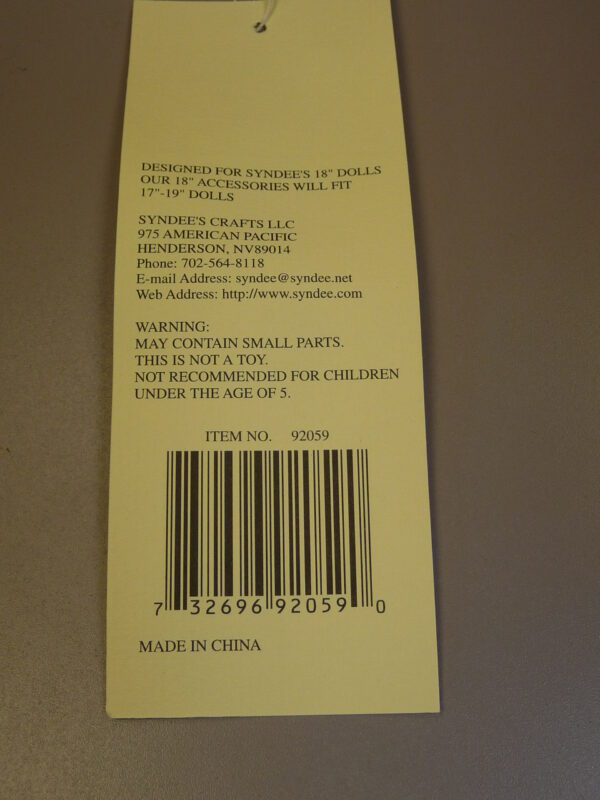 DESIGNED FOR SYNDEE'S 18" DOLLS
OUR 18" ACCESSORIES WILL FIT
17"-19" DOLLS
SYNDEE'S CRAFTS LLC
975 AMERICAN PACIFIC
HENDERSON, NV89014
Phone: 702-564-8118
E-mail Address: syndee@syndee.net
Web Address: http://www.syndee.com
WARNING:
MAY CONTAIN SMALL PARTS.
THIS IS NOT A TOY.
NOT RECOMMENDED FOR CHILDREN
UNDER THE AGE OF 5.
ITEM NO. 92059
7 32696 92059 0
MADE IN CHINA